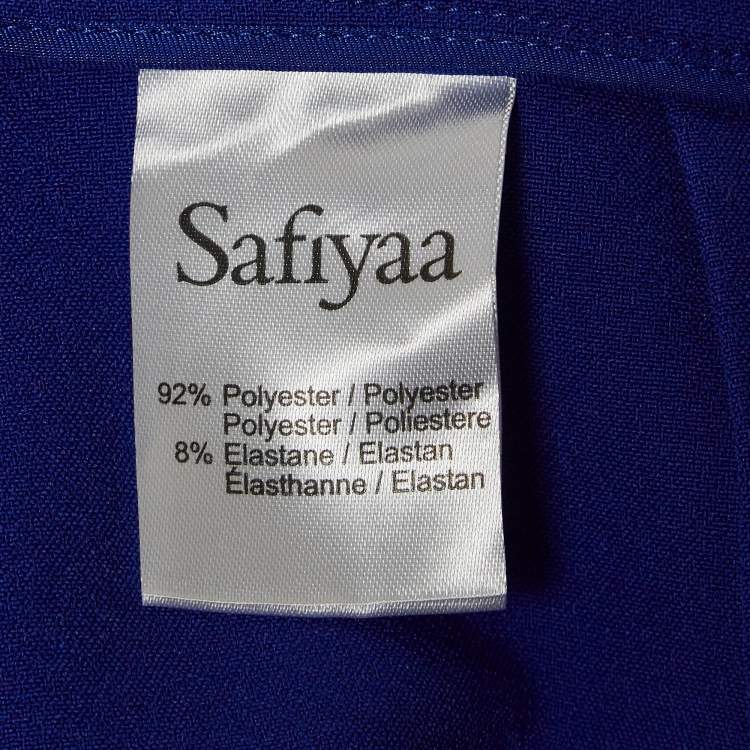 Safiyaa
92% Polyester / Polyester
Polyester / Poliestere
8% Elastane / Elastan
Élasthanne / Elastan